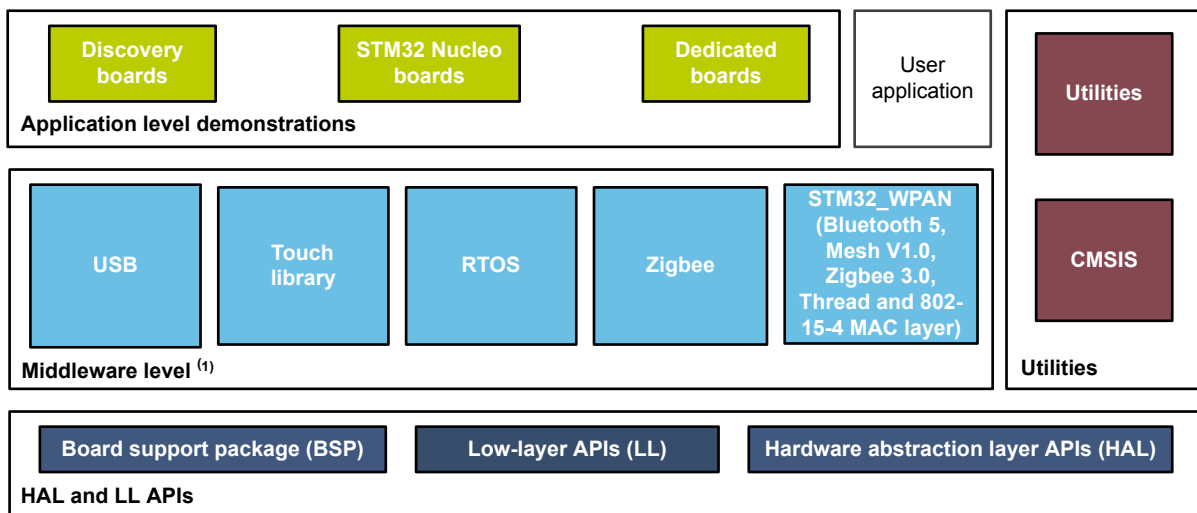 Discovery
boards
STM32 Nucleo
boards
Dedicated
boards
Application level demonstrations
User
application
Utilities
CMSIS
Utilities
USB
Touch
library
RTOS
Zigbee
STM32_WPAN
(Bluetooth 5,
Mesh V1.0,
Zigbee 3.0,
Thread and 802-
15-4 MAC layer)
Middleware level (1)
Board support package (BSP)
Low-layer APIs (LL)
Hardware abstraction layer APIs (HAL)
HAL and LL APIs